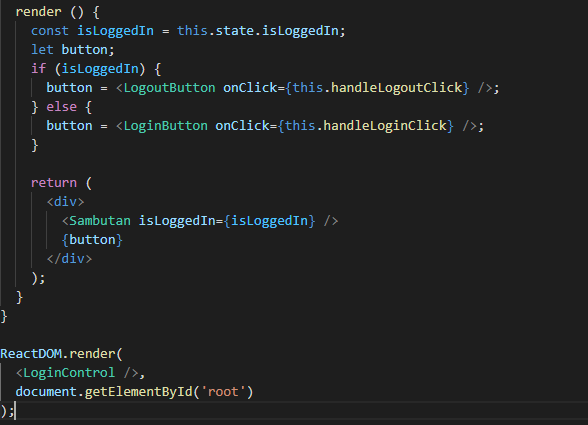 render () {
const isLoggedIn = this.state.isLoggedIn;
let button;
if (isLoggedIn) {
button = <LogoutButton onClick={this.handleLogoutClick} />;
} else {
button = <LoginButton onClick={this.handleLoginClick} />;
}
return (
<div>
<Sambutan isLoggedIn={isLoggedIn} />
{button}
</div>
);
}
}
ReactDOM.render(
<LoginControl />,
document.getElementById('root')
);